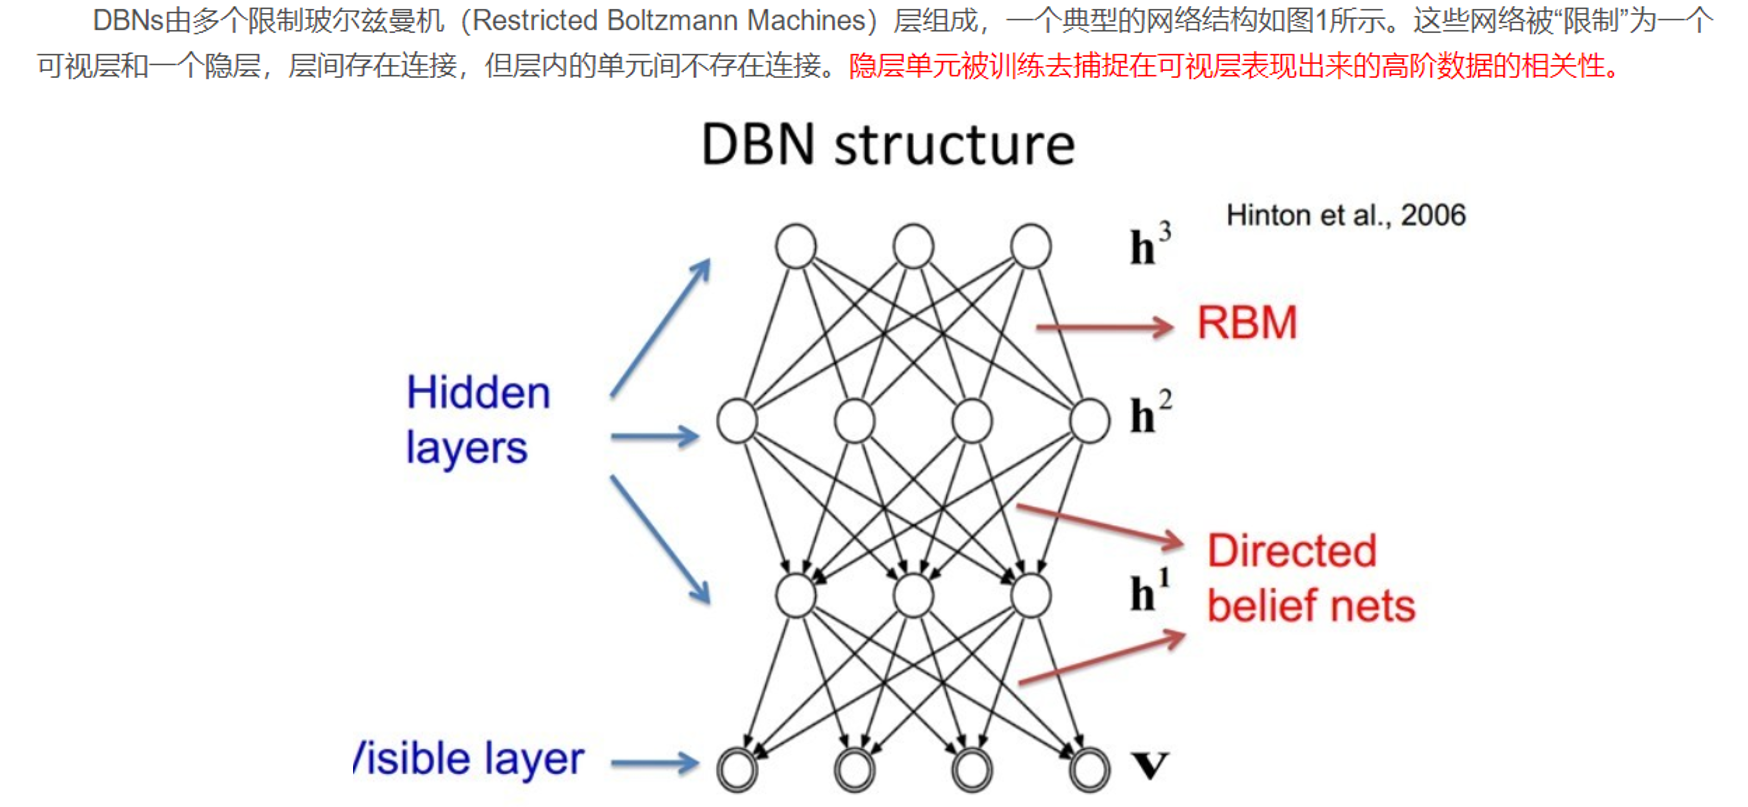 DBNs由多个限制玻尔兹曼机（Restricted Boltzmann Machines）层组成，一个典型的网络结构如图1所示。这些网络被“限制”为一个
可视层和一个隐层，层间存在连接，但层内的单元间不存在连接。隐层单元被训练去捕捉在可视层表现出来的高阶数据的相关性。
DBN structure
Hinton et al., 2006
h³
RBM
Hidden
layers
h²
Directed
belief nets
h¹
Visible layer
v